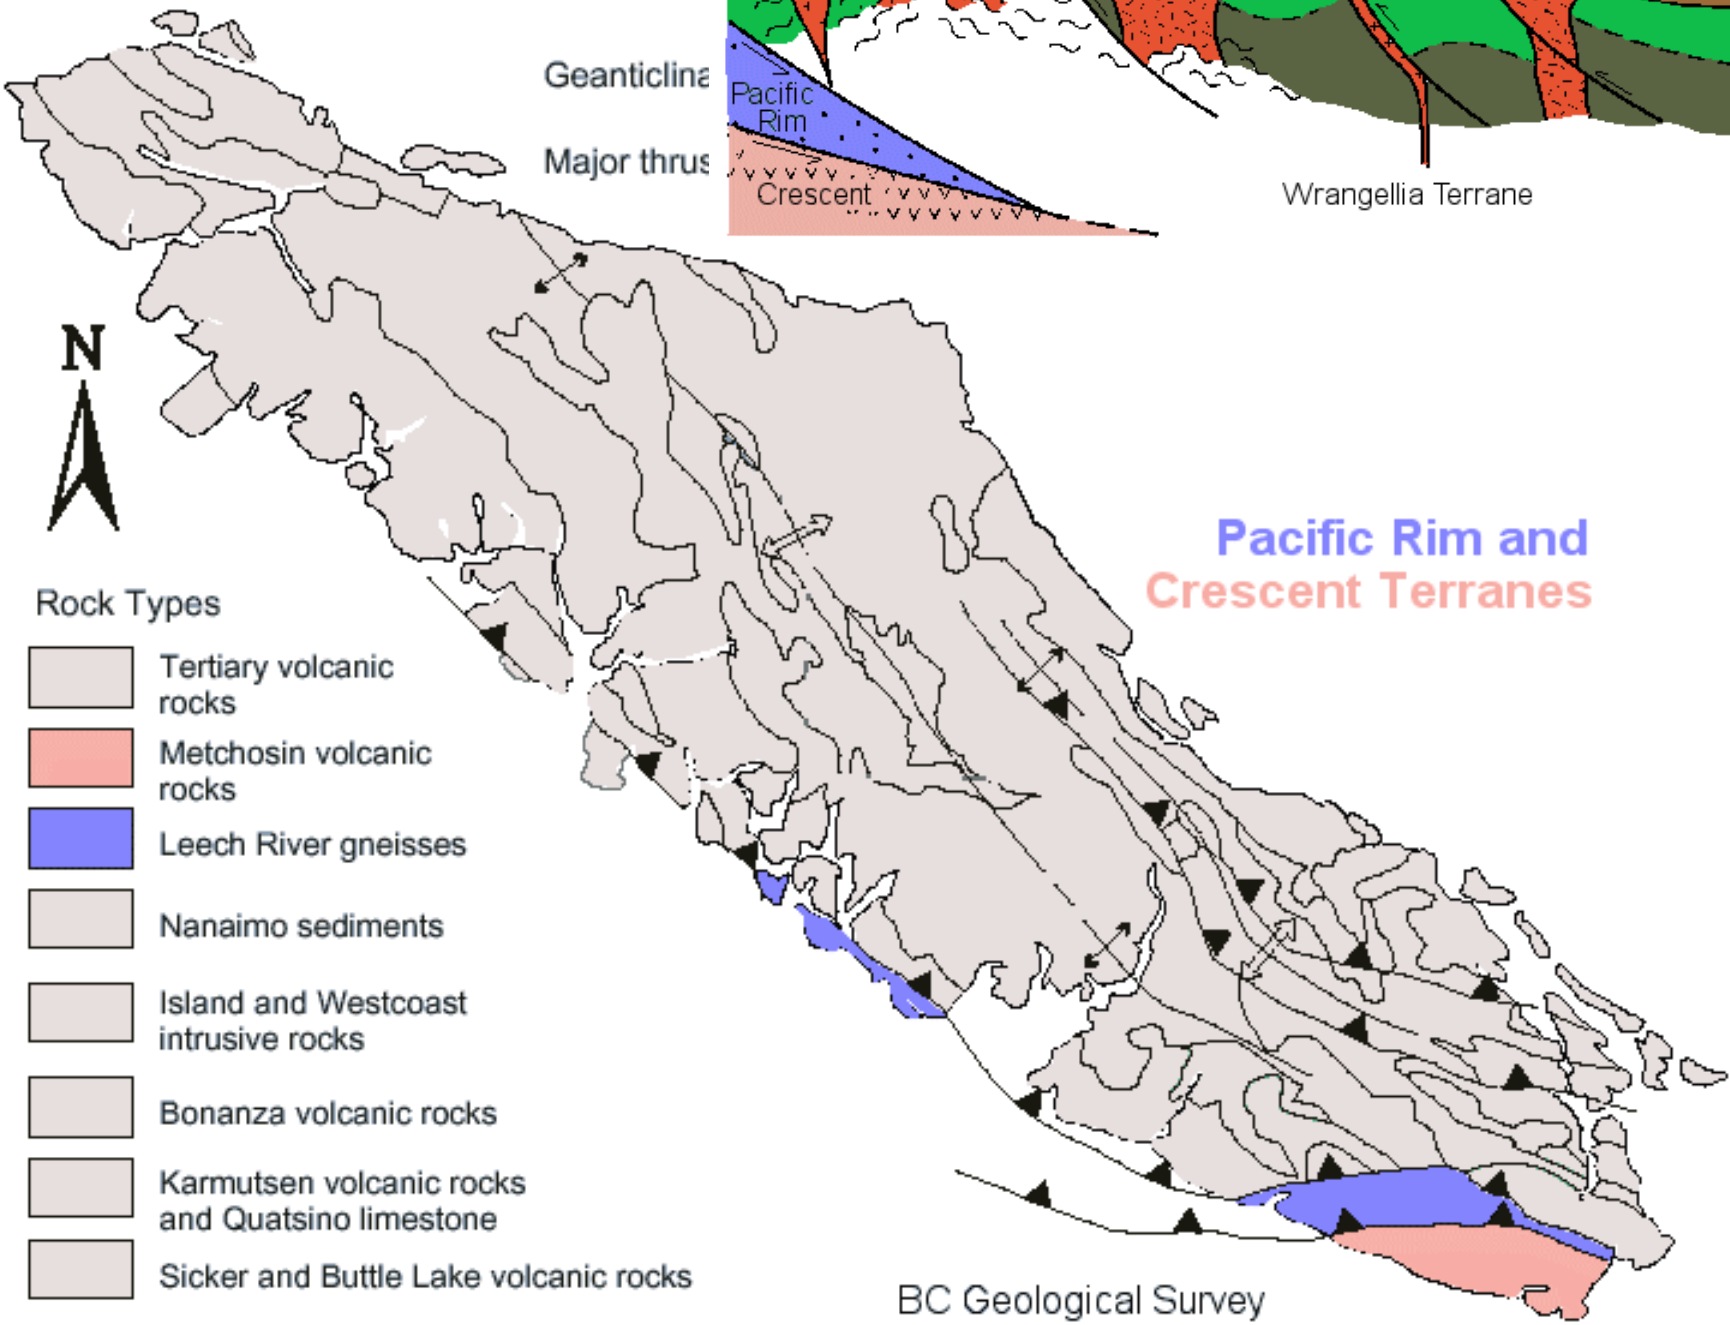 Geanticlina
Major thrus
Pacific
Rim
Crescent
Wrangellia Terrane
N
Pacific Rim and
Crescent Terranes
Rock Types
Tertiary volcanic
rocks
Metchosin volcanic
rocks
Leech River gneisses
Nanaimo sediments
Island and Westcoast
intrusive rocks
Bonanza volcanic rocks
Karmutsen volcanic rocks
and Quatsino limestone
Sicker and Buttle Lake volcanic rocks
BC Geological Survey